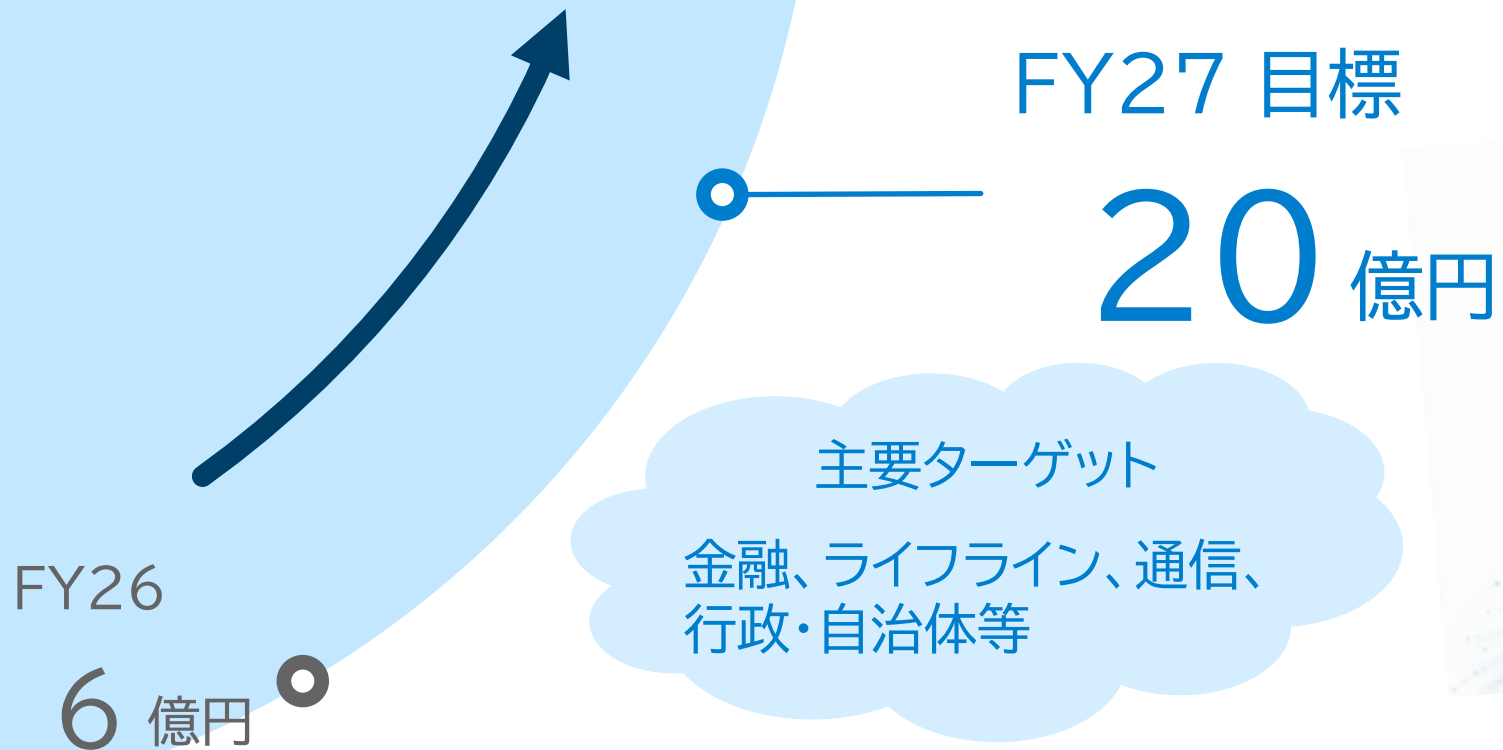 FY27 目標
20 億円
主要ターゲット
金融、ライフライン、通信、
行政・自治体等
FY26
6 億円